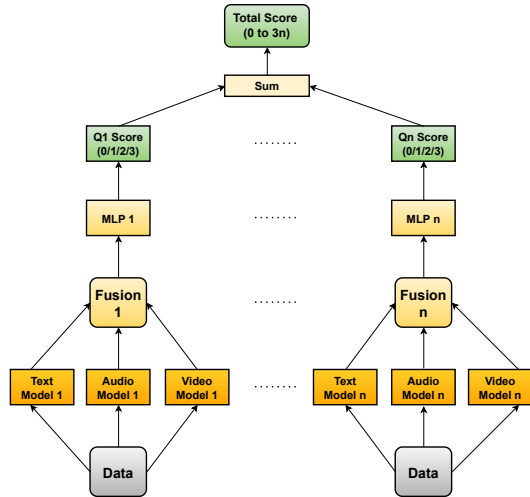 Total Score
(0 to 3n)
Sum
Q1 Score
(0/1/2/3)
........
Qn Score
(0/1/2/3)
MLP 1
........
MLP n
Fusion
1
........
Fusion
n
Text
Model 1
Audio
Model 1
Video
Model 1
........
Text
Model n
Audio
Model n
Video
Model n
Data
Data